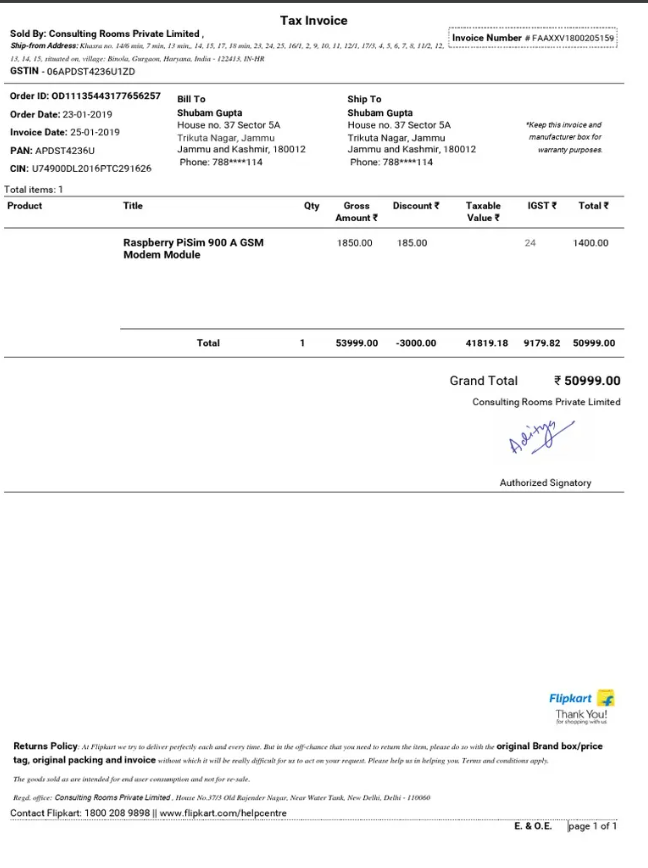 Tax Invoice
Sold By: Consulting Rooms Private Limited ,
Invoice Number # FAAXXV1800205159
Ship-from Address: Khasra no. 14/6 min, 7 min, 13 min,, 14, 15, 17, 18 min, 23, 24, 25, 16/1, 2, 9, 10, 11, 12/1, 17/3, 4, 5, 6, 7, 8, 11/2, 12,
13, 14, 15, situated on, village: Binola, Gurgaon, Haryana, India - 122413, IN-HR
GSTIN - 06APDST4236U1ZD
Order ID: OD11135443177656257
Order Date: 23-01-2019
Invoice Date: 25-01-2019
PAN: APDST4236U
CIN: U74900DL2016PTC291626
Bill To
Shubam Gupta
House no. 37 Sector 5A
Trikuta Nagar, Jammu
Jammu and Kashmir, 180012
Phone: 788****114
Ship To
Shubam Gupta
House no. 37 Sector 5A
Trikuta Nagar, Jammu
Jammu and Kashmir, 180012
Phone: 788****114
*Keep this invoice and
manufacturer box for
warranty purposes.
Total items: 1
Product Title Qty Gross Amount ₹ Discount ₹ Taxable Value ₹ IGST ₹ Total ₹
Raspberry PiSim 900 A GSM 1850.00 185.00 24 1400.00
Modem Module
Total 1 53999.00 -3000.00 41819.18 9179.82 50999.00
Grand Total ₹ 50999.00
Consulting Rooms Private Limited
Aditya
Authorized Signatory
Flipkart
Thank You!
for shopping with us
Returns Policy: At Flipkart we try to deliver perfectly each and every time. But in the off-chance that you need to return the item, please do so with the original Brand box/price
tag, original packing and invoice without which it will be really difficult for us to act on your request. Please help us in helping you. Terms and conditions apply.
The goods sold as are intended for end user consumption and not for re-sale.
Regd. office: Consulting Rooms Private Limited , House No.37/3 Old Rajender Nagar, Near Water Tank, New Delhi, Delhi - 110060
Contact Flipkart: 1800 208 9898 || www.flipkart.com/helpcentre
E. & O.E. page 1 of 1